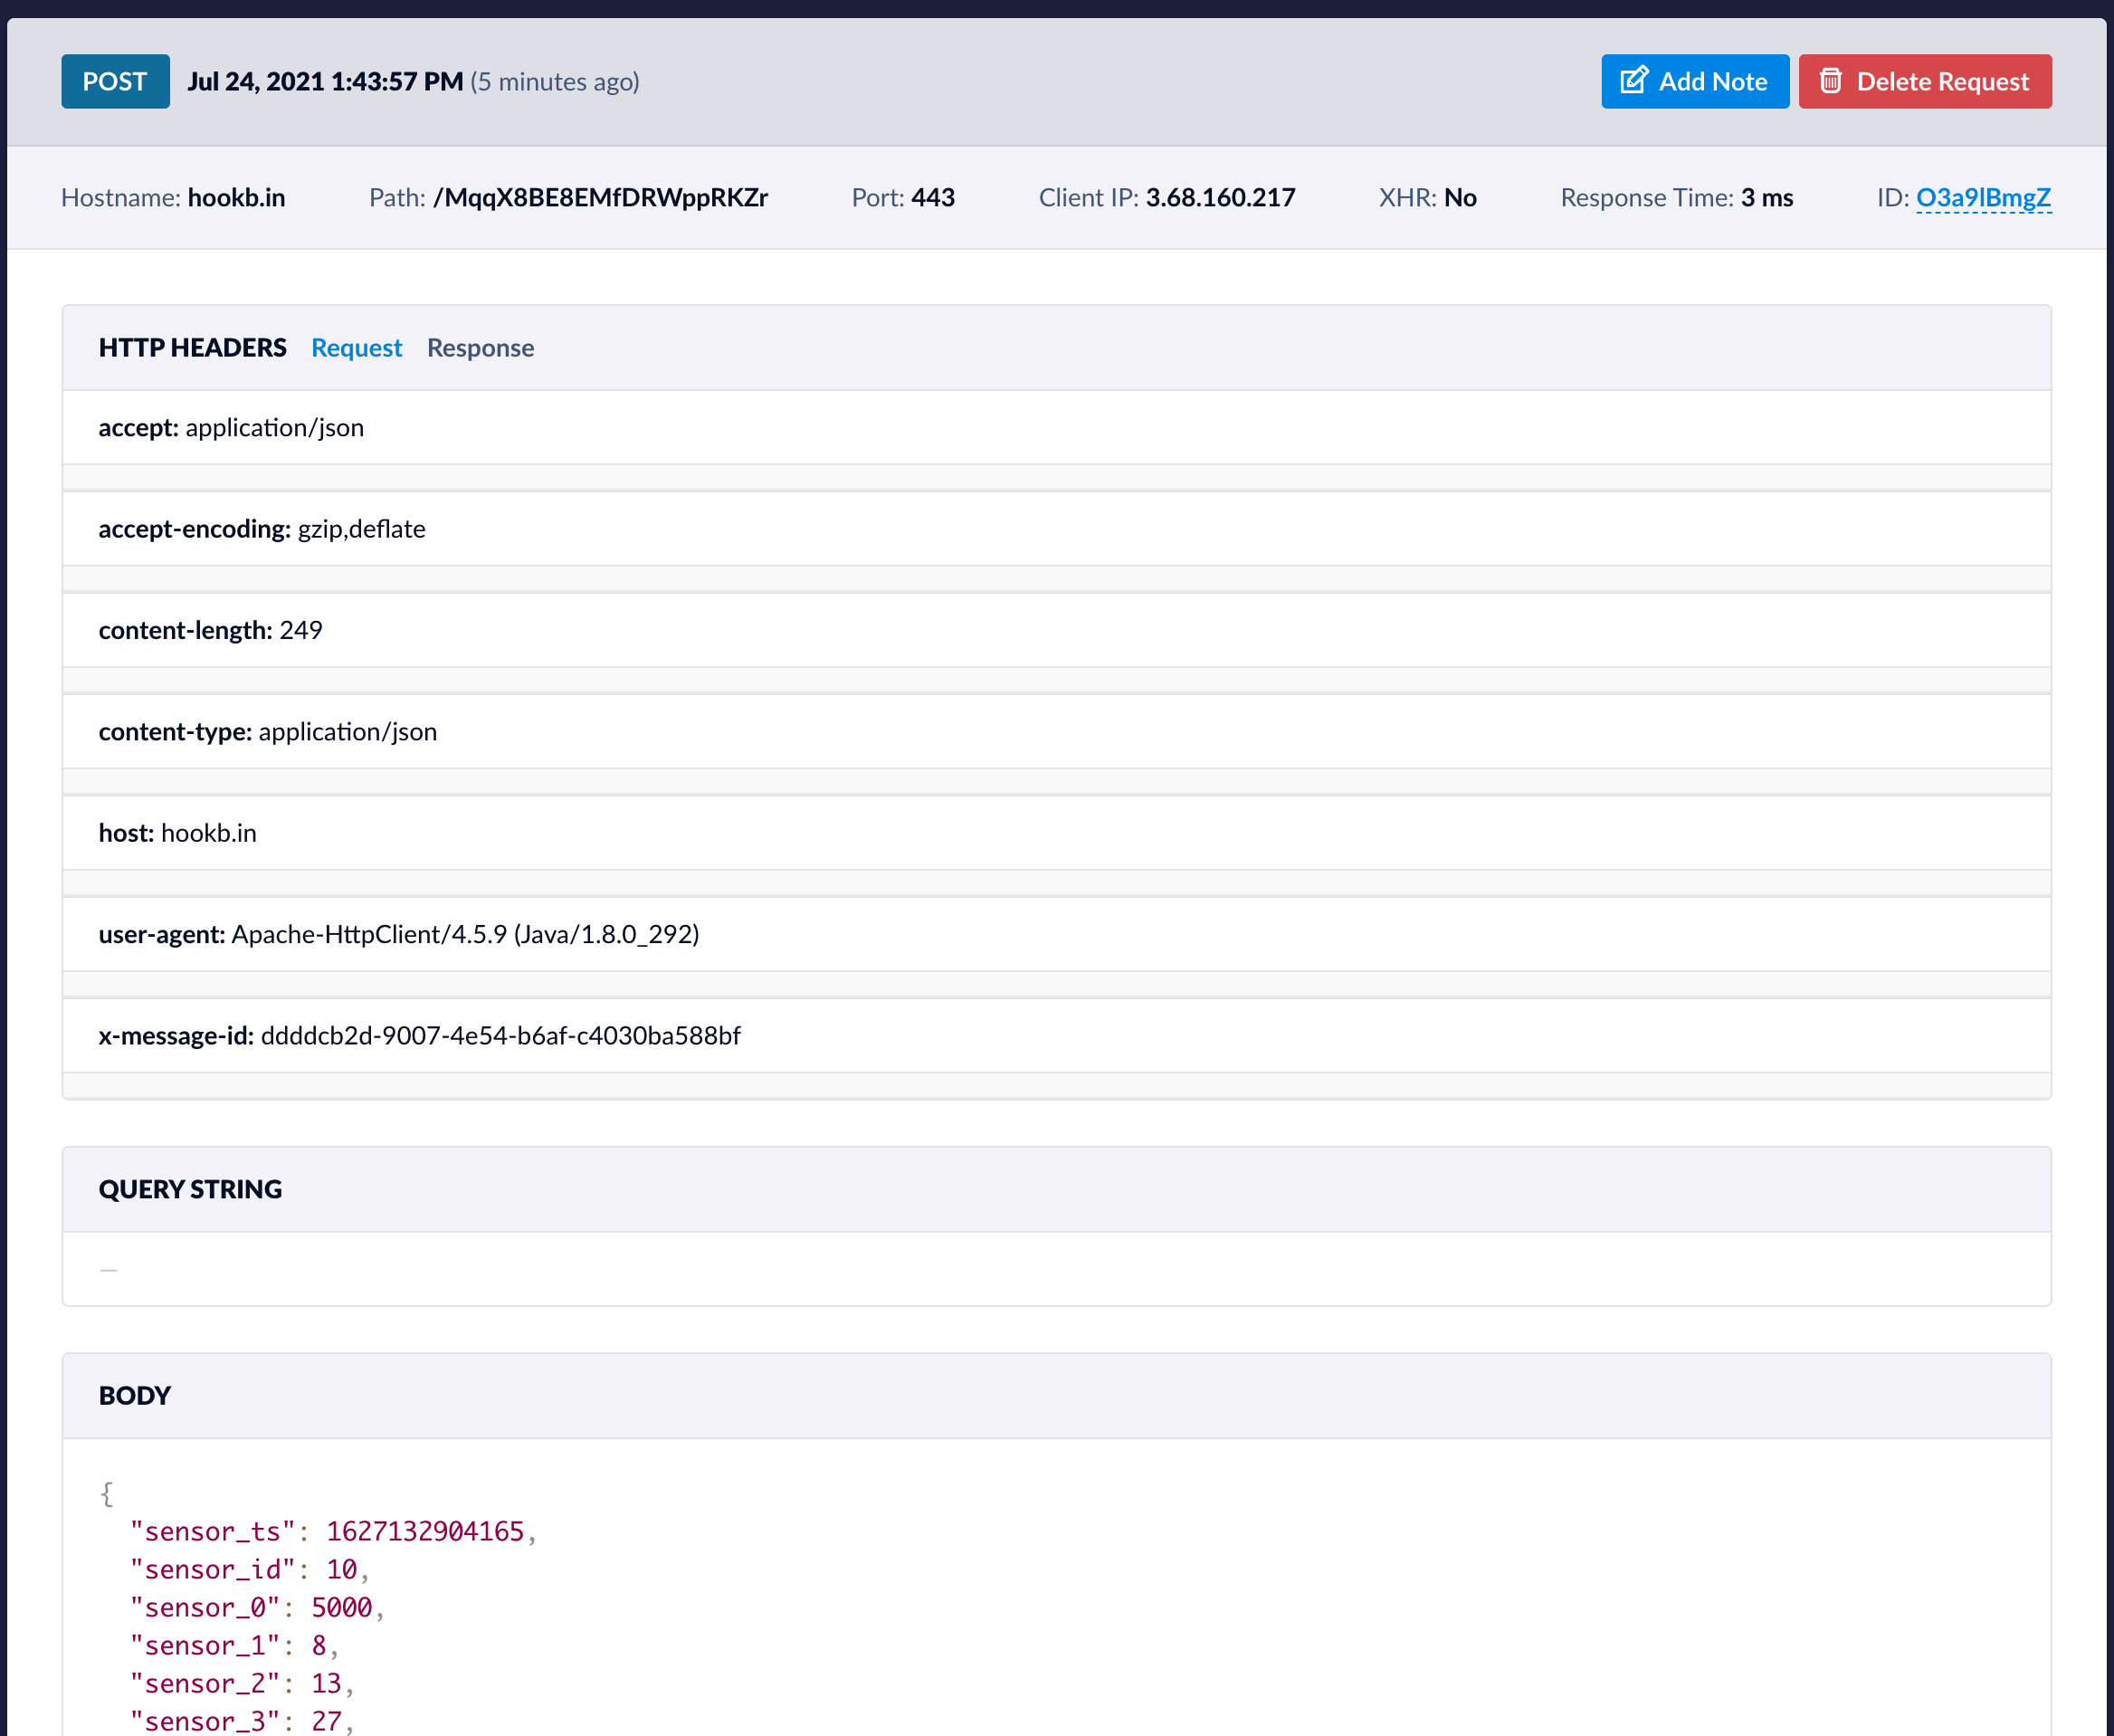 POST Jul 24, 2021 1:43:57 PM (5 minutes ago) Add Note Delete Request
Hostname: hookb.in Path: /MqqX8BE8EMfDRWppRKZr Port: 443 Client IP: 3.68.160.217 XHR: No Response Time: 3 ms ID: O3a9lBmgZ
HTTP HEADERS Request Response
accept: application/json
accept-encoding: gzip,deflate
content-length: 249
content-type: application/json
host: hookb.in
user-agent: Apache-HttpClient/4.5.9 (Java/1.8.0_292)
x-message-id: ddddcb2d-9007-4e54-b6af-c4030ba588bf
QUERY STRING
—
BODY
{
"sensor_ts": 1627132904165,
"sensor_id": 10,
"sensor_0": 5000,
"sensor_1": 8,
"sensor_2": 13,
"sensor_3": 27,